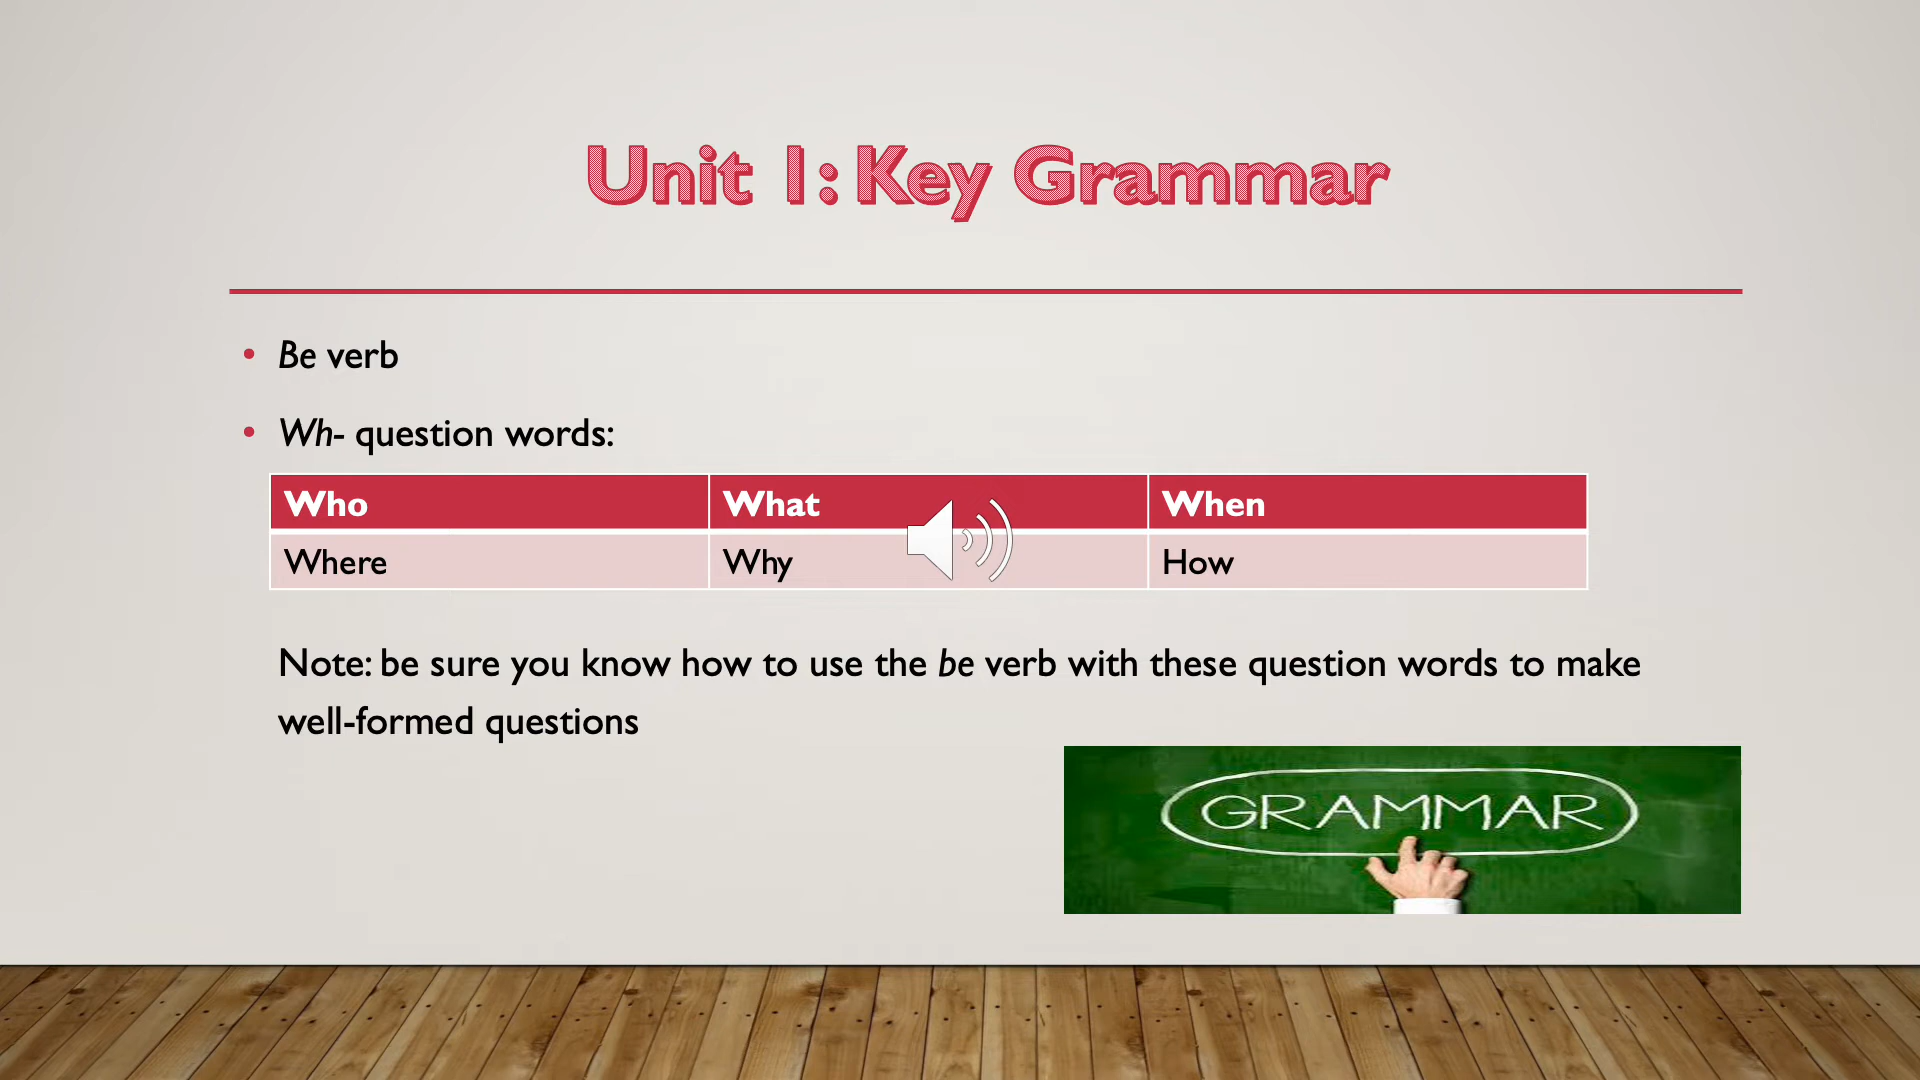 Unit 1: Key Grammar
• Be verb
• Wh- question words:
Who What When
Where Why How
Note: be sure you know how to use the be verb with these question words to make
well-formed questions
GRAMMAR